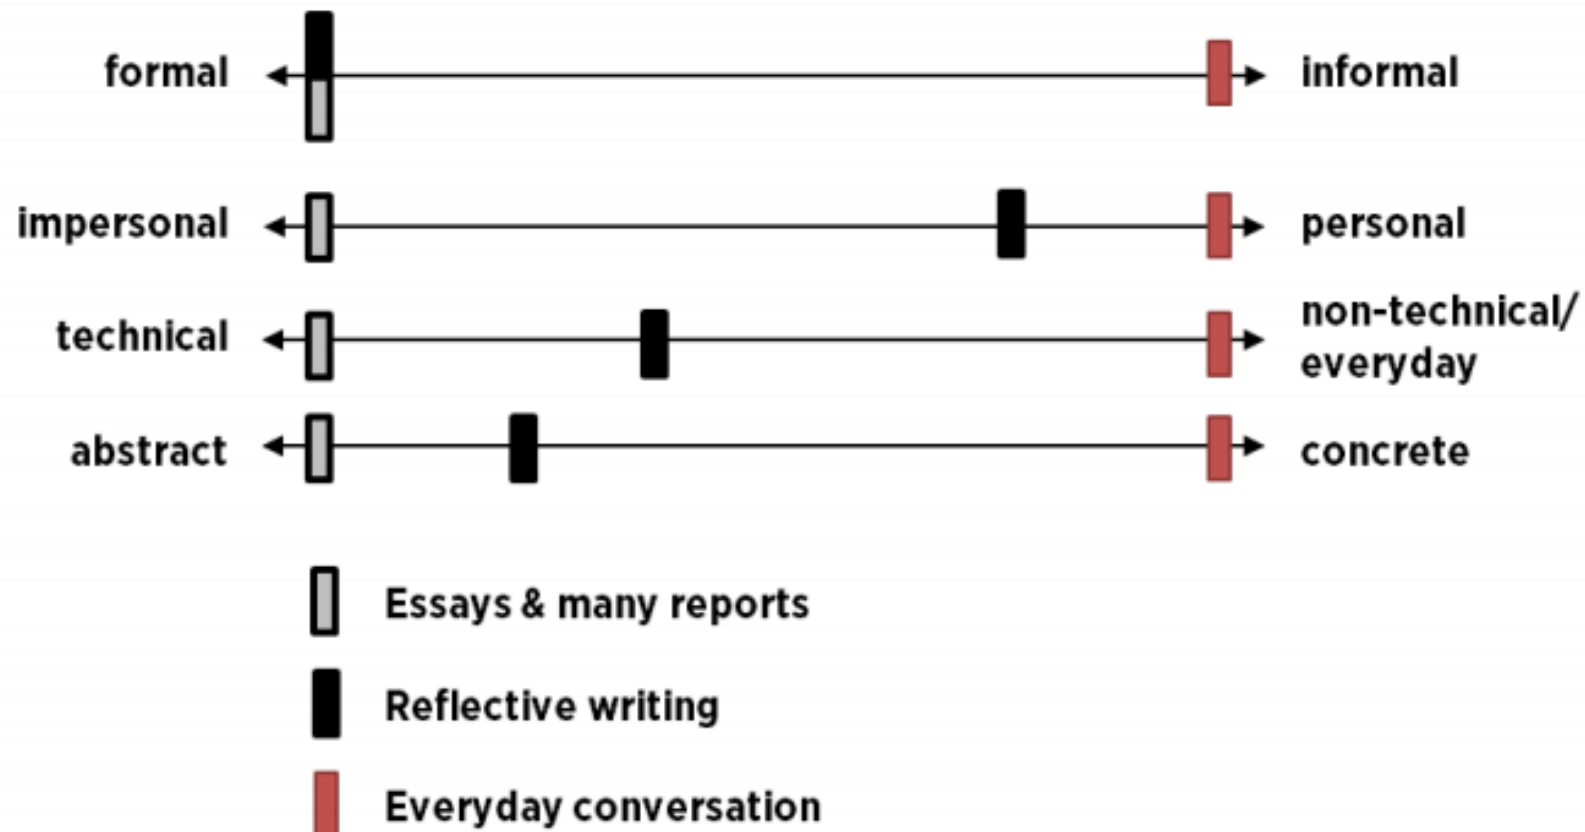 formal informal
impersonal personal
technical non-technical/
everyday
abstract concrete
Essays & many reports
Reflective writing
Everyday conversation